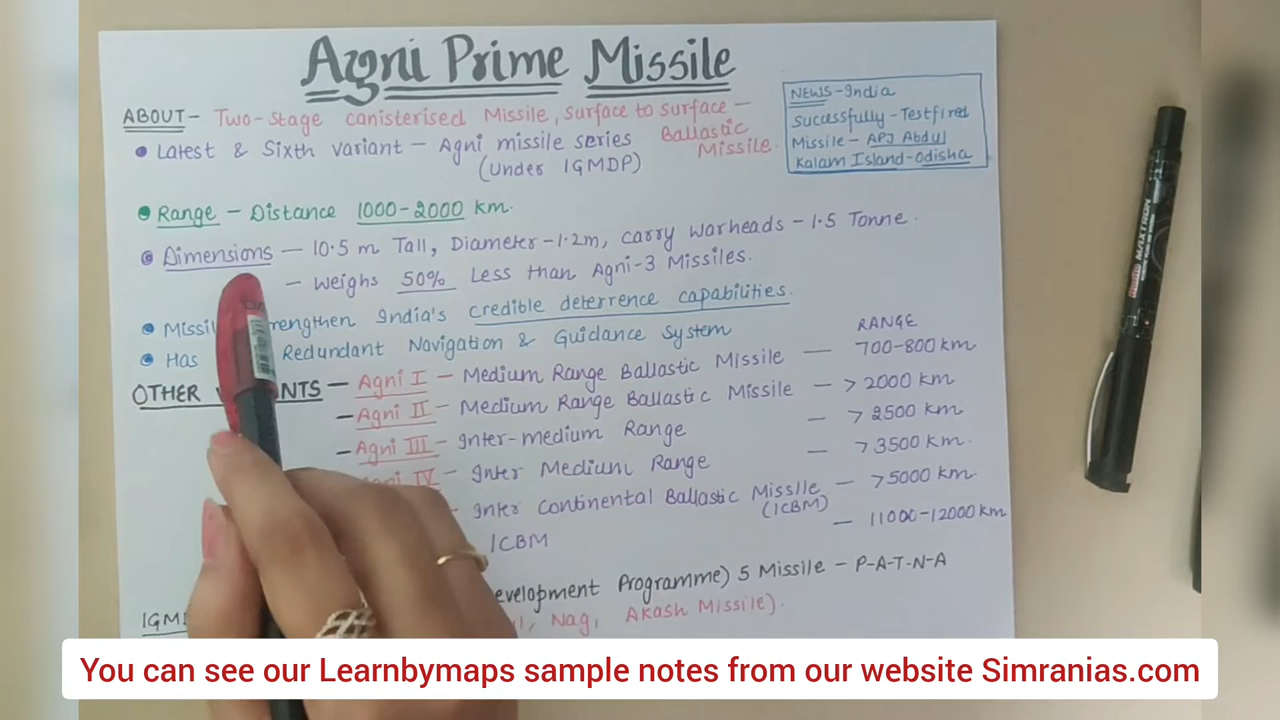 Agni Prime Missile
ABOUT- Two-Stage canisterised Missile, Surface to surface - Ballastic Missile.
• Latest & Sixth variant - Agni missile series
(Under IGMDP)
NEWS -India
Successfully -Testfired
Missile - APJ Abdul
Kalam Island-Odisha
• Range - Distance 1000-2000 km.
• Dimensions - 10.5 m Tall, Diameter-1.2m, carry warheads - 1.5 Tonne.
- Weighs 50% Less than Agni-3 Missiles.
• India's credible deterrence capabilities.
• Has Redundant Navigation & Guidance System
RANGE
OTHER - Agni I - Medium Range Ballastic Missile - 700-800 km
- Agni II - Medium Range Ballastic Missile - >2000 km
- Agni III - Inter-medium Range - >2500 km
Agni IV - Inter Medium Range - >3500 km.
Inter Continental Ballastic Missile - >5000 km.
(ICBM)
ICBM - 11000-12000 km
Programme) 5 Missile - P-A-T-N-A
Nag, Akash Missile).
MAXTRON
You can see our Learnbymaps sample notes from our website Simranias.com